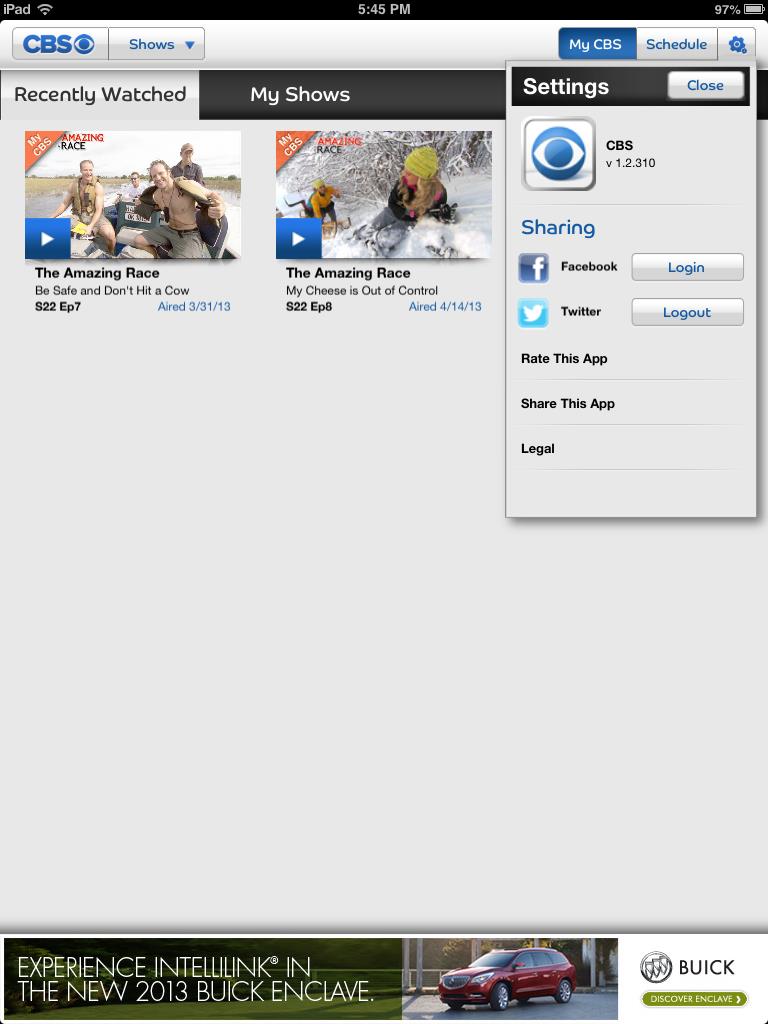 iPad 5:45 PM 97%
CBS Shows My CBS Schedule
Recently Watched My Shows
Settings Close
CBS
v 1.2.310
Sharing
Facebook Login
Twitter Logout
Rate This App
Share This App
Legal
My CBS
AMAZING
RACE
The Amazing Race
Be Safe and Don't Hit a Cow
S22 Ep7 Aired 3/31/13
My CBS
AMAZING
RACE
The Amazing Race
My Cheese is Out of Control
S22 Ep8 Aired 4/14/13
EXPERIENCE INTELLILINK® IN
THE NEW 2013 BUICK ENCLAVE.
BUICK
DISCOVER ENCLAVE